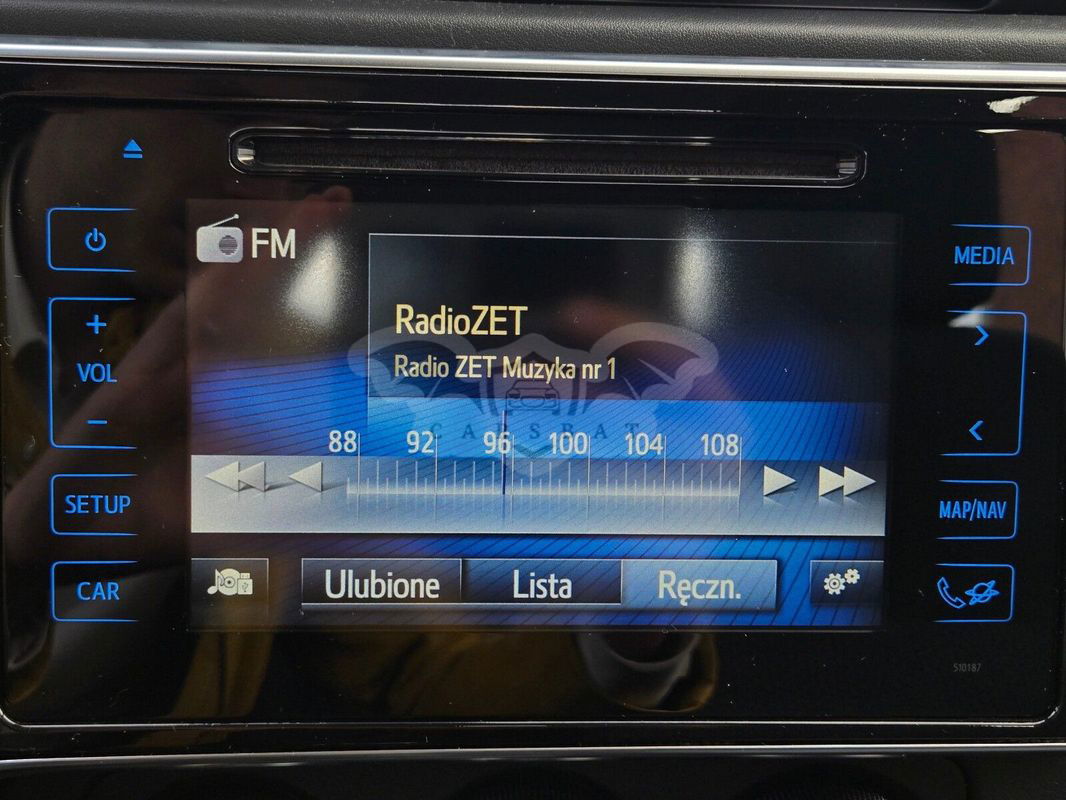 FM
MEDIA
RadioZET
Radio ZET Muzyka nr 1
+
VOL
-
CARSBAT
88 92 96 100 104 108
SETUP
MAP/NAV
CAR
Ulubione Lista Ręczn.
510187